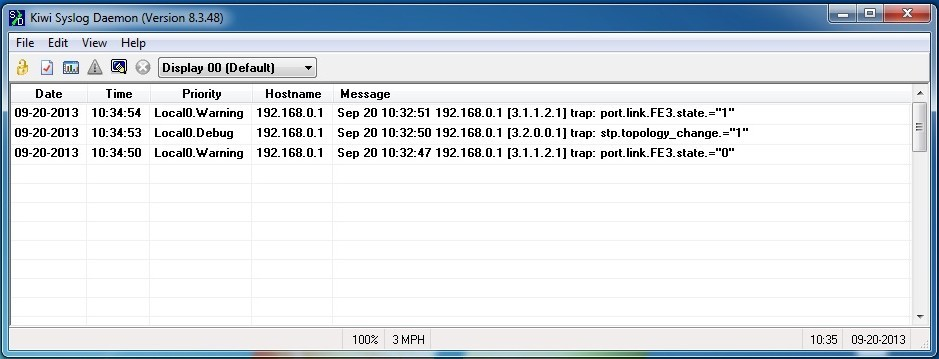 Kiwi Syslog Daemon (Version 8.3.48)
File Edit View Help
Display 00 (Default)
Date Time Priority Hostname Message
09-20-2013 10:34:54 Local0.Warning 192.168.0.1 Sep 20 10:32:51 192.168.0.1 [3.1.1.2.1] trap: port.link.FE3.state.="1"
09-20-2013 10:34:53 Local0.Debug 192.168.0.1 Sep 20 10:32:50 192.168.0.1 [3.2.0.0.1] trap: stp.topology_change.="1"
09-20-2013 10:34:50 Local0.Warning 192.168.0.1 Sep 20 10:32:47 192.168.0.1 [3.1.1.2.1] trap: port.link.FE3.state.="0"
100% 3 MPH 10:35 09-20-2013